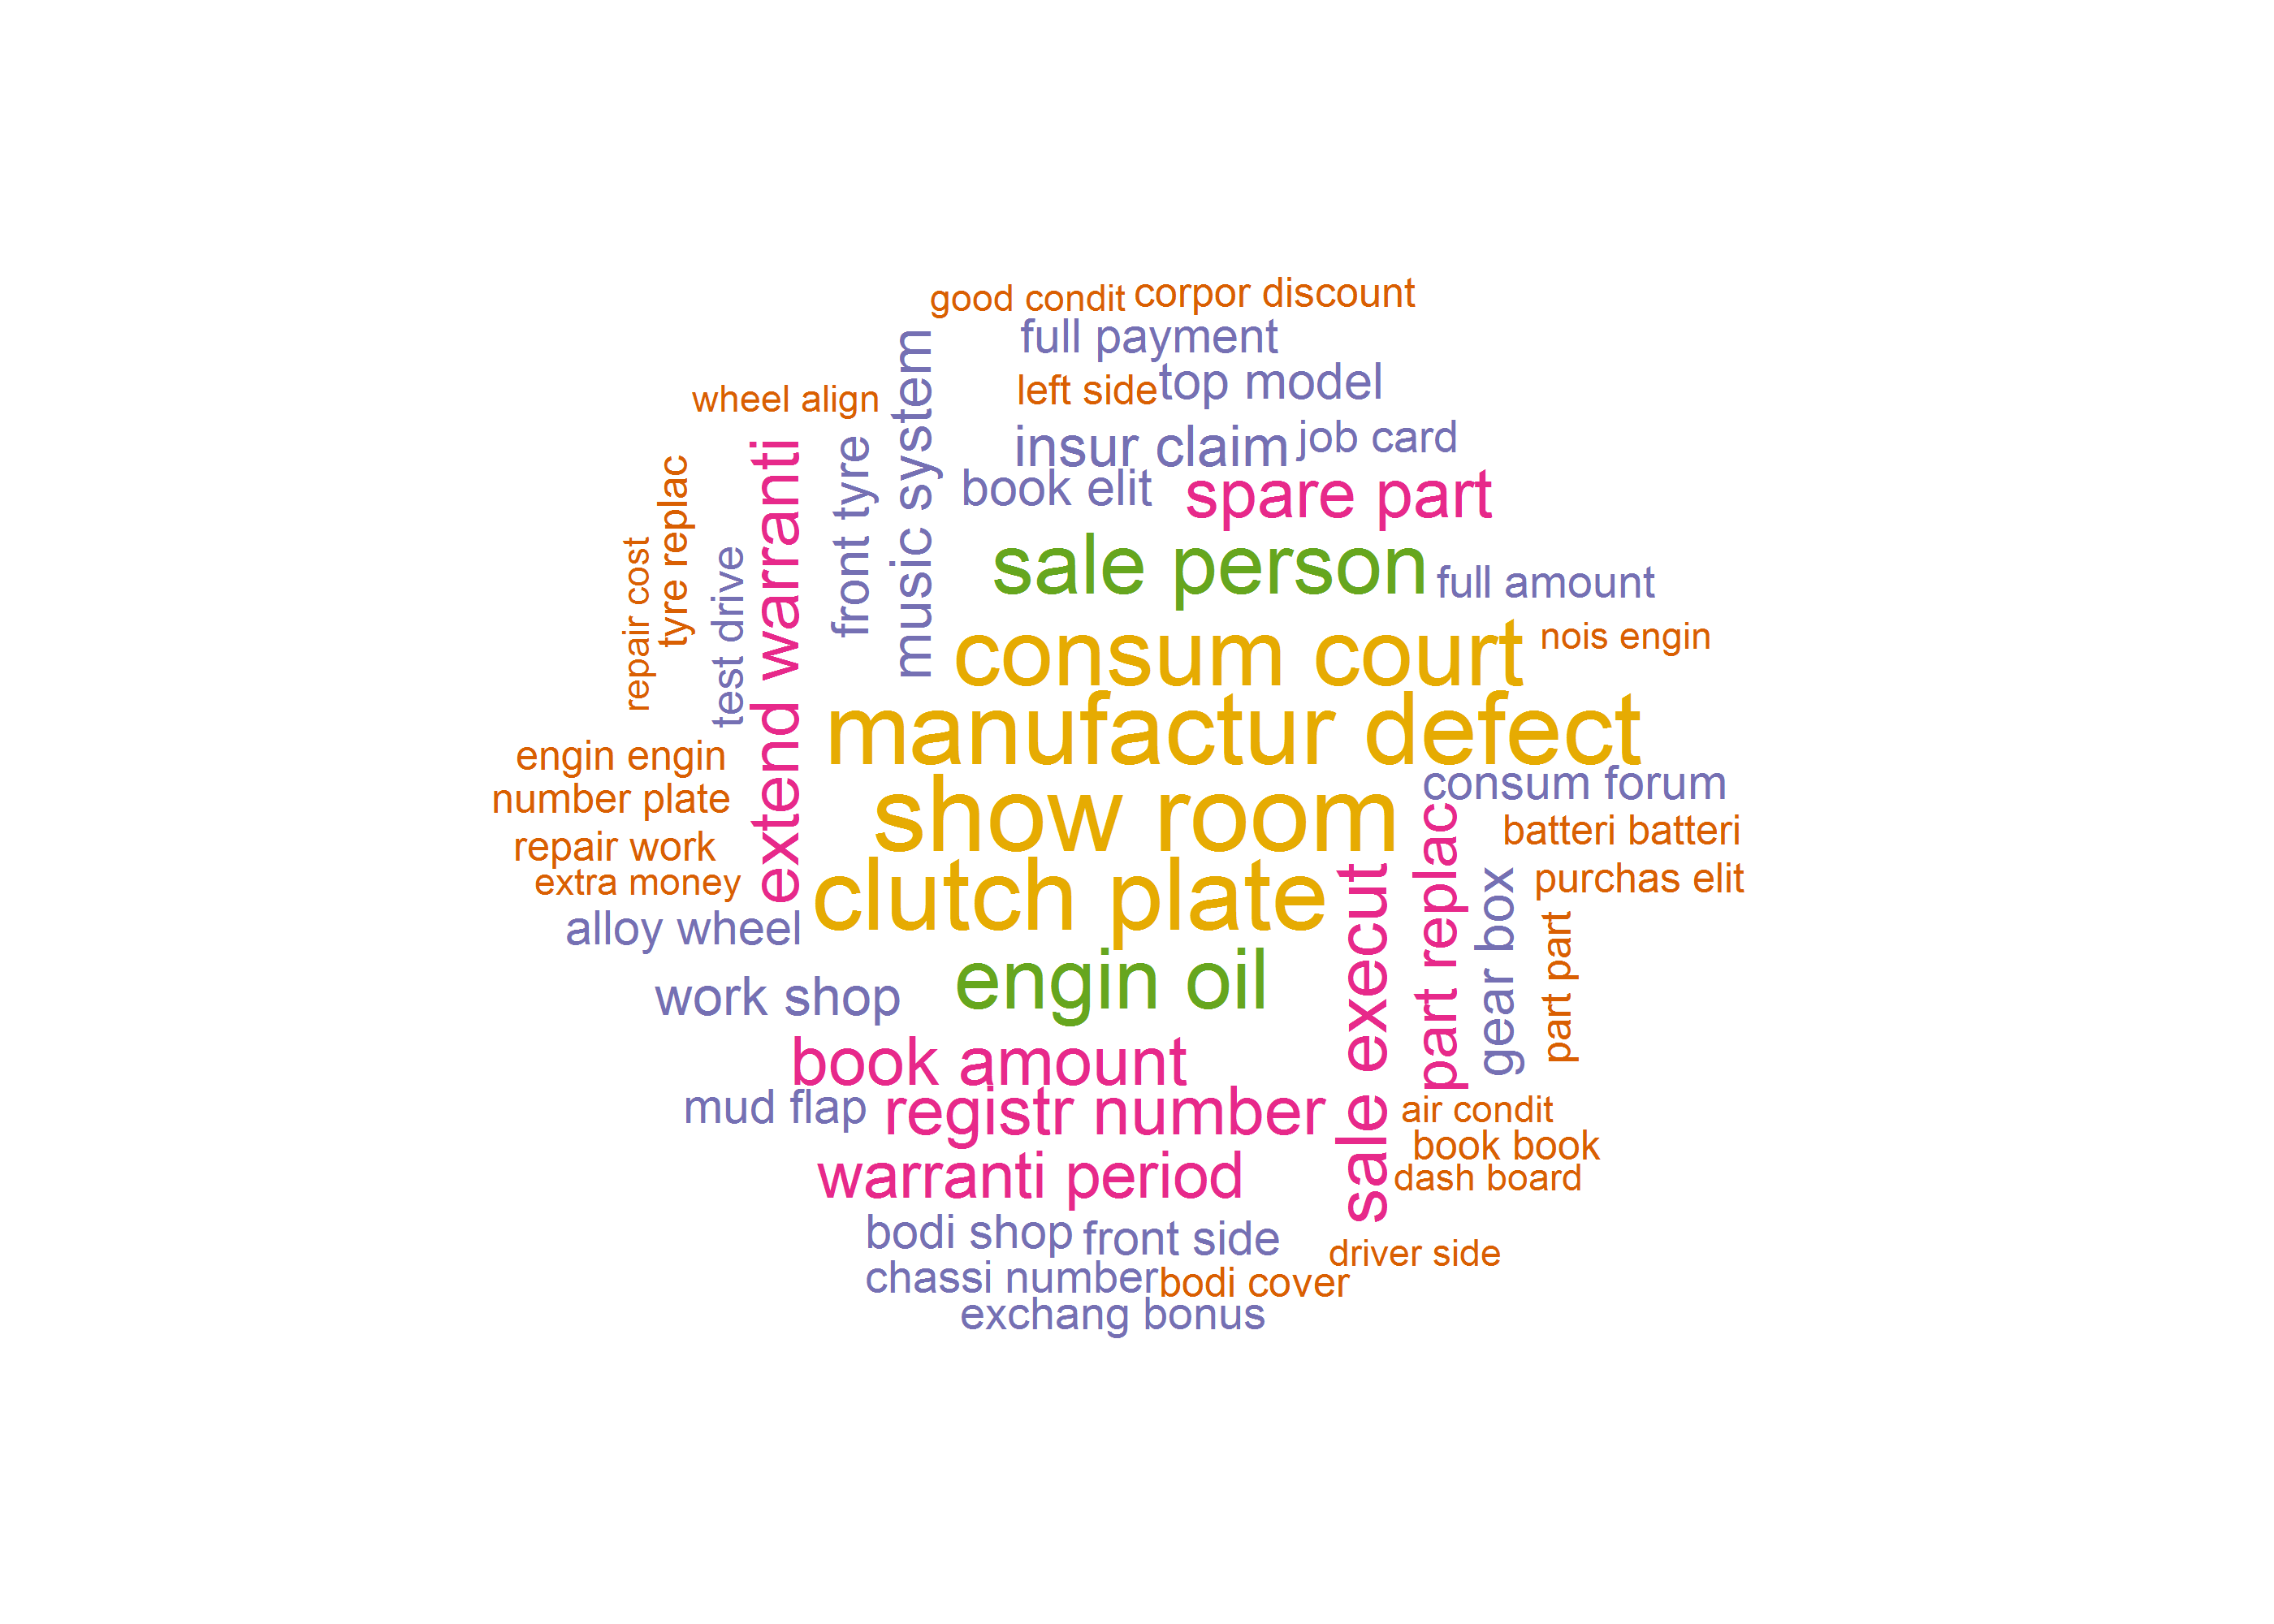 good condit
corpor discount
full payment
left side
top model
wheel align
insur claim
job card
book elit
spare part
music system
front tyre
extend warranti
tyre replac
repair cost
test drive
sale person
full amount
consum court
nois engin
manufactur defect
engin engin
consum forum
number plate
show room
batteri batteri
repair work
extra money
clutch plate
purchas elit
alloy wheel
sale execut
part replac
gear box
part part
work shop
engin oil
book amount
mud flap
registr number
air condit
book book
warranti period
dash board
bodi shop
front side
driver side
chassi number
bodi cover
exchang bonus